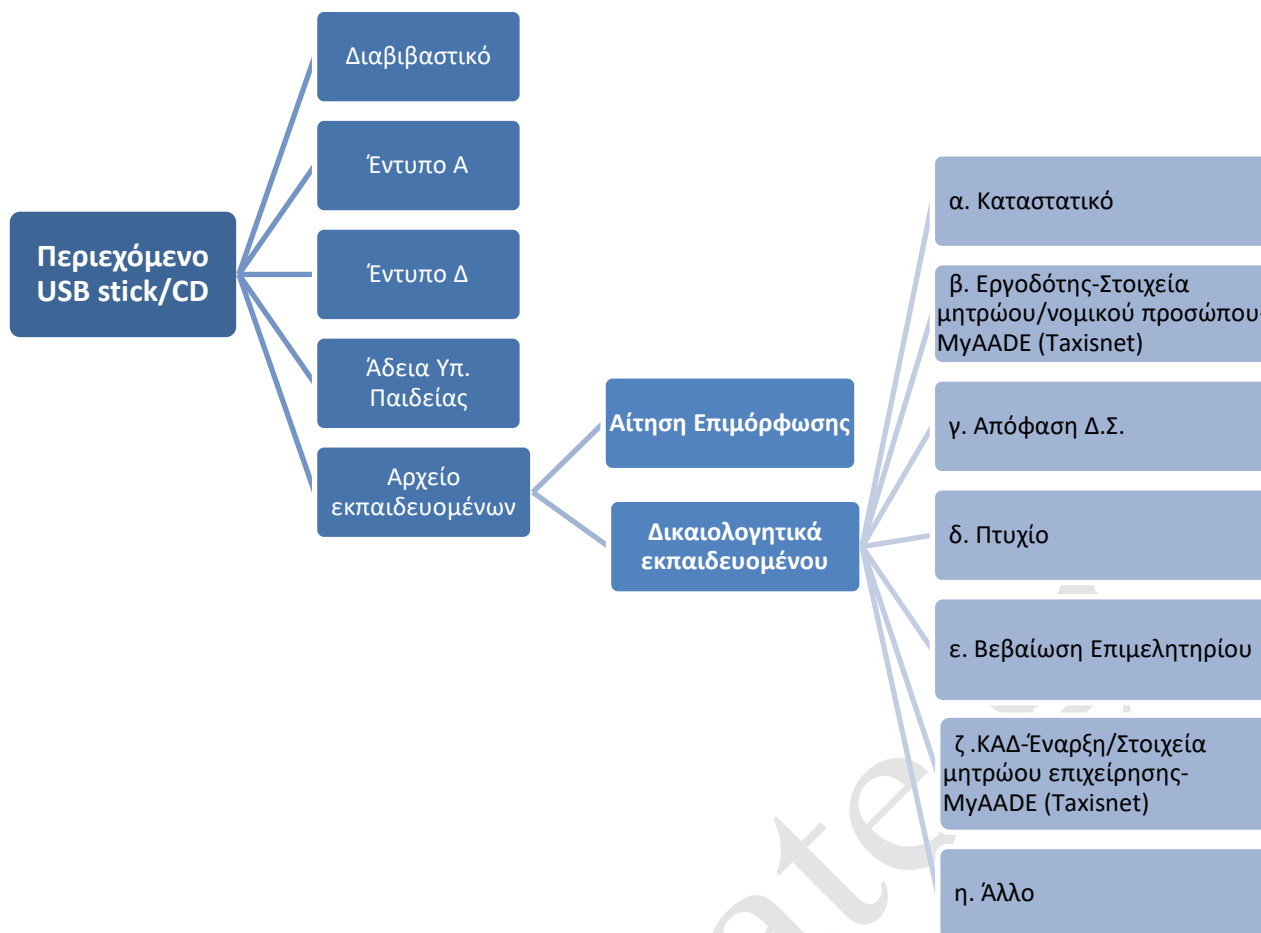 Διαβιβαστικό
Έντυπο Α
Έντυπο Δ
Άδεια Υπ.
Παιδείας
Αρχείο
εκπαιδευομένων
Περιεχόμενο
USB stick/CD
Αίτηση Επιμόρφωσης
Δικαιολογητικά
εκπαιδευομένου
α. Καταστατικό
β. Εργοδότης-Στοιχεία
μητρώου/νομικού προσώπου-
MyAADE (Taxisnet)
γ. Απόφαση Δ.Σ.
δ. Πτυχίο
ε. Βεβαίωση Επιμελητηρίου
ζ .ΚΑΔ-Έναρξη/Στοιχεία
μητρώου επιχείρησης-
MyAADE (Taxisnet)
η. Άλλο